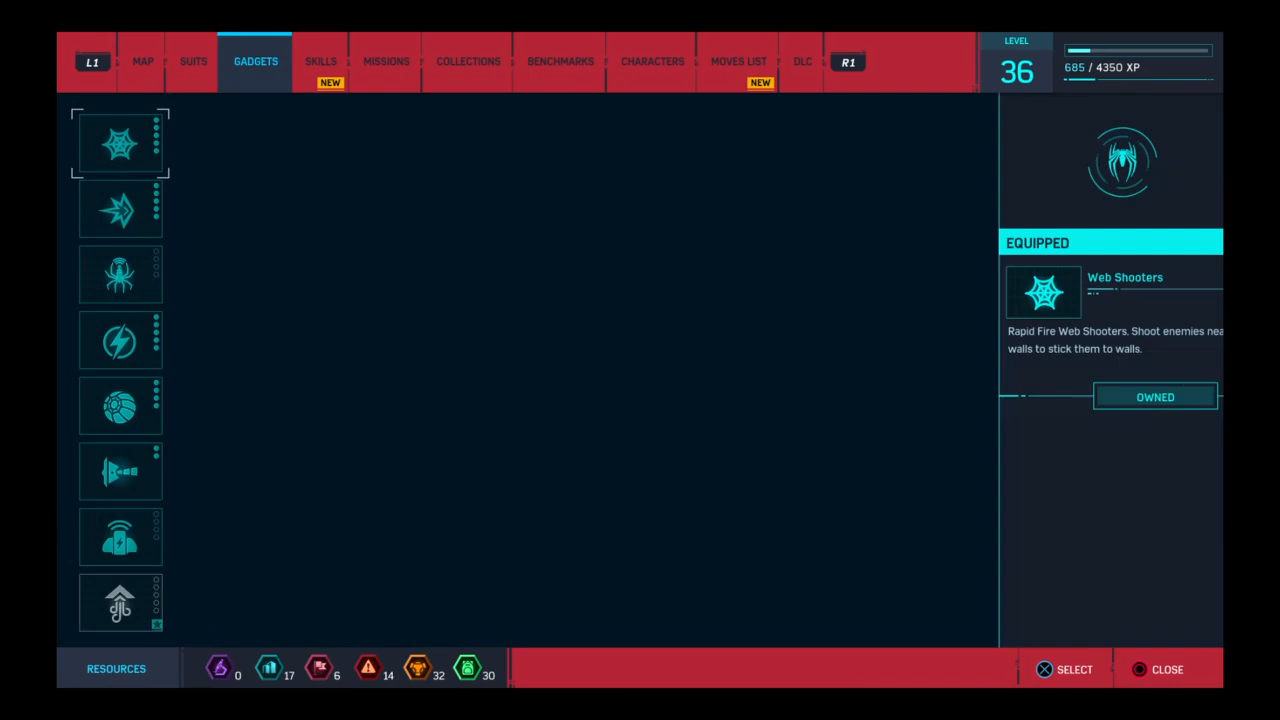 L1
MAP
SUITS
GADGETS
SKILLS
NEW
MISSIONS
COLLECTIONS
BENCHMARKS
CHARACTERS
MOVES LIST
NEW
DLC
R1
LEVEL
36
685 / 4350 XP
EQUIPPED
Web Shooters
Rapid Fire Web Shooters. Shoot enemies nea
walls to stick them to walls.
OWNED
RESOURCES
0
17
6
14
32
30
SELECT
CLOSE